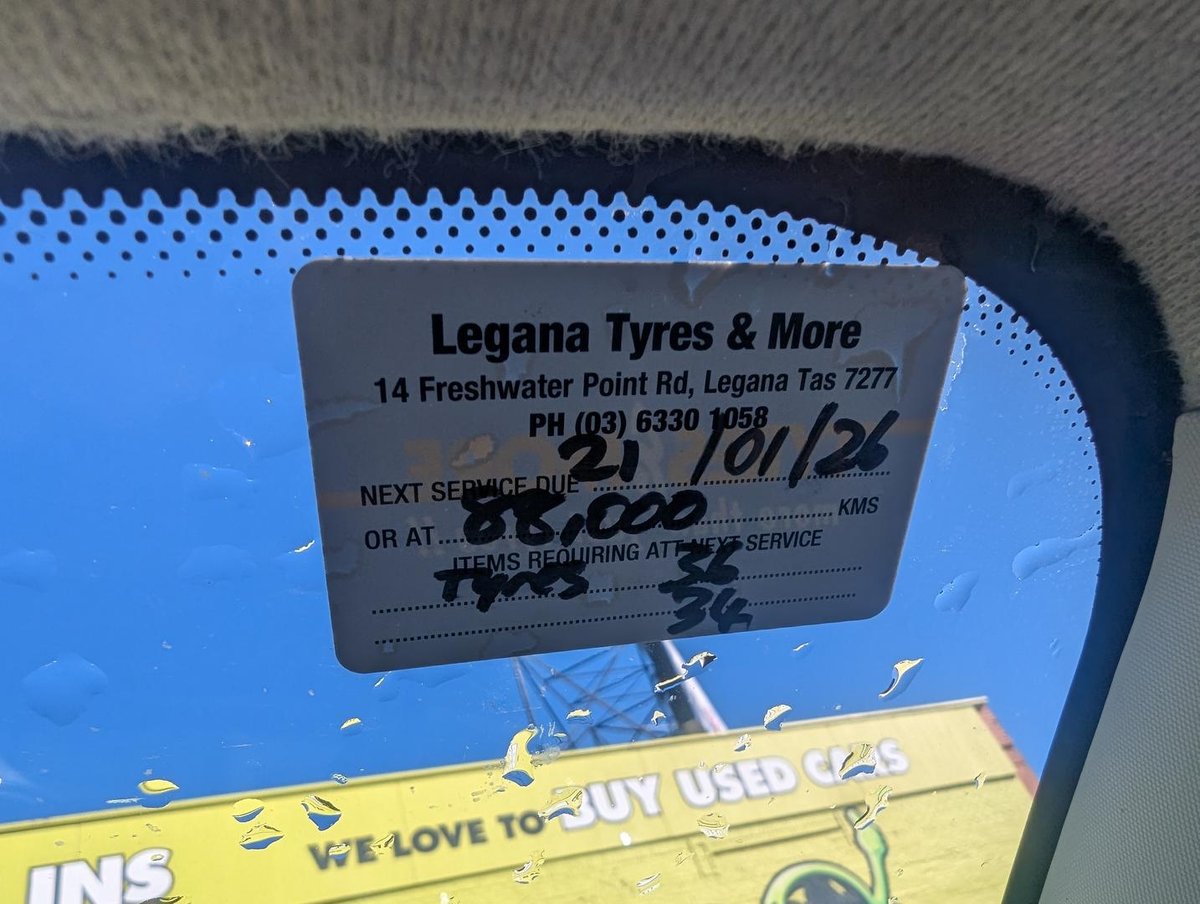 Legana Tyres & More
14 Freshwater Point Rd, Legana Tas 7277
PH (03) 6330 1058
NEXT SERVICE DUE 21/01/26
OR AT 88,000 KMS
ITEMS REQUIRING ATT NEXT SERVICE
Tyres 36
34
WE LOVE TO BUY USED CARS
INS